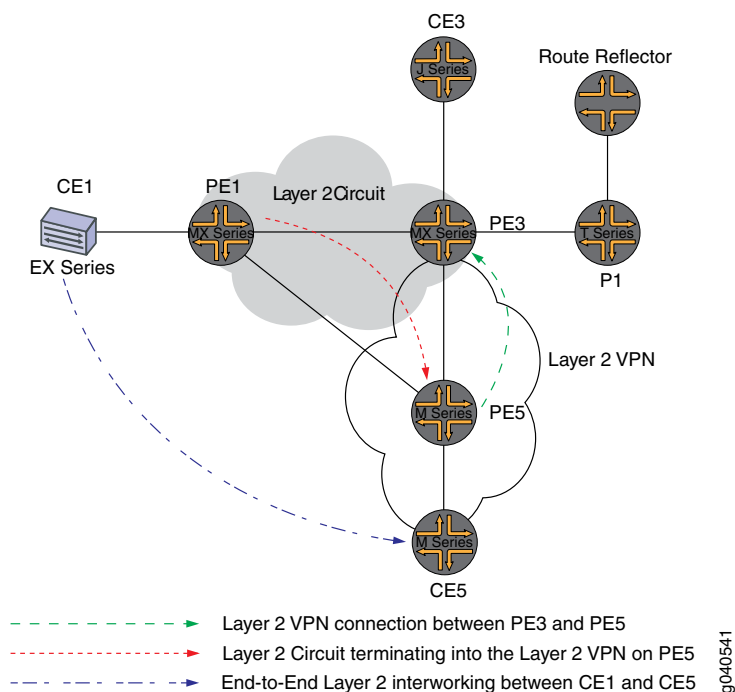 CE3
J Series
Route Reflector
CE1
PE1
Layer 2Circuit
MX Series
MX Series
PE3
T Series
EX Series
P1
Layer 2 VPN
M Series
PE5
M Series
CE5
Layer 2 VPN connection between PE3 and PE5
Layer 2 Circuit terminating into the Layer 2 VPN on PE5
End-to-End Layer 2 interworking between CE1 and CE5
g040541